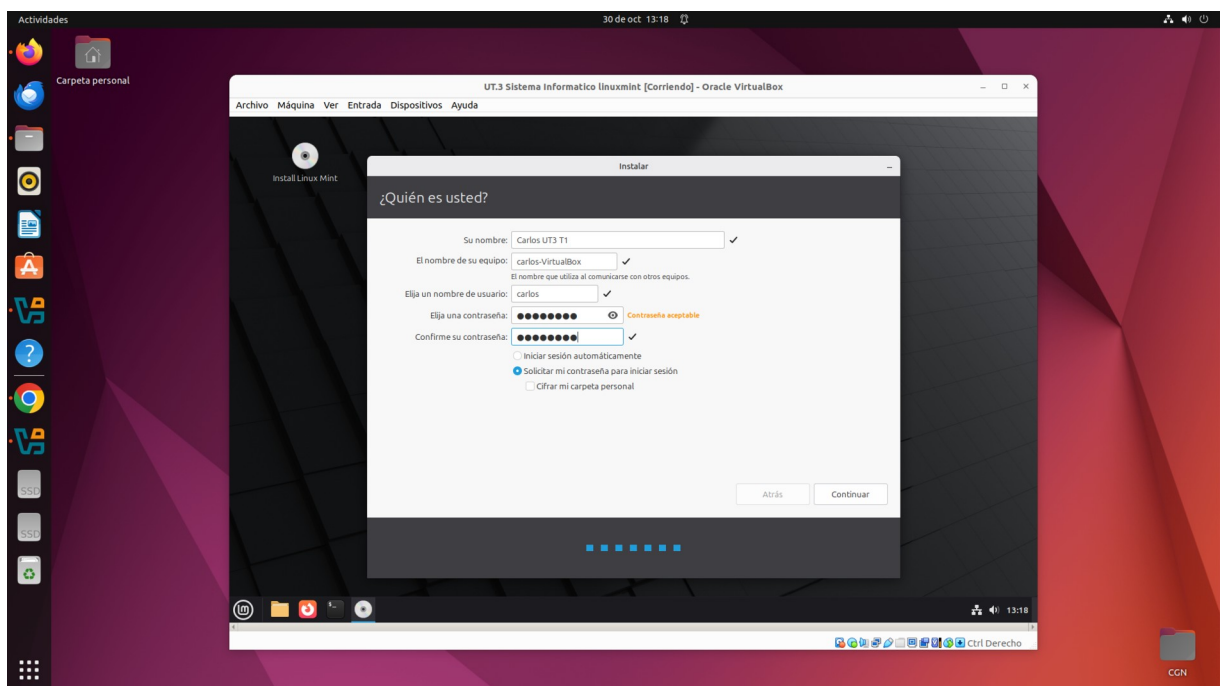 Actividades
30 de oct 13:18
Carpeta personal
UT.3 Sistema Informatico linuxmint [Corriendo] - Oracle VirtualBox
Archivo Máquina Ver Entrada Dispositivos Ayuda
Install Linux Mint
Instalar
¿Quién es usted?
Su nombre: Carlos UT3 T1
El nombre de su equipo: carlos-VirtualBox
El nombre que utiliza al comunicarse con otros equipos.
Elija un nombre de usuario: carlos
Elija una contraseña: ●●●●●●●● Contraseña aceptable
Confirme su contraseña: ●●●●●●●●
Iniciar sesión automáticamente
Solicitar mi contraseña para iniciar sesión
Cifrar mi carpeta personal
Atrás Continuar
SSD
SSD
13:18
Ctrl Derecho
CGN